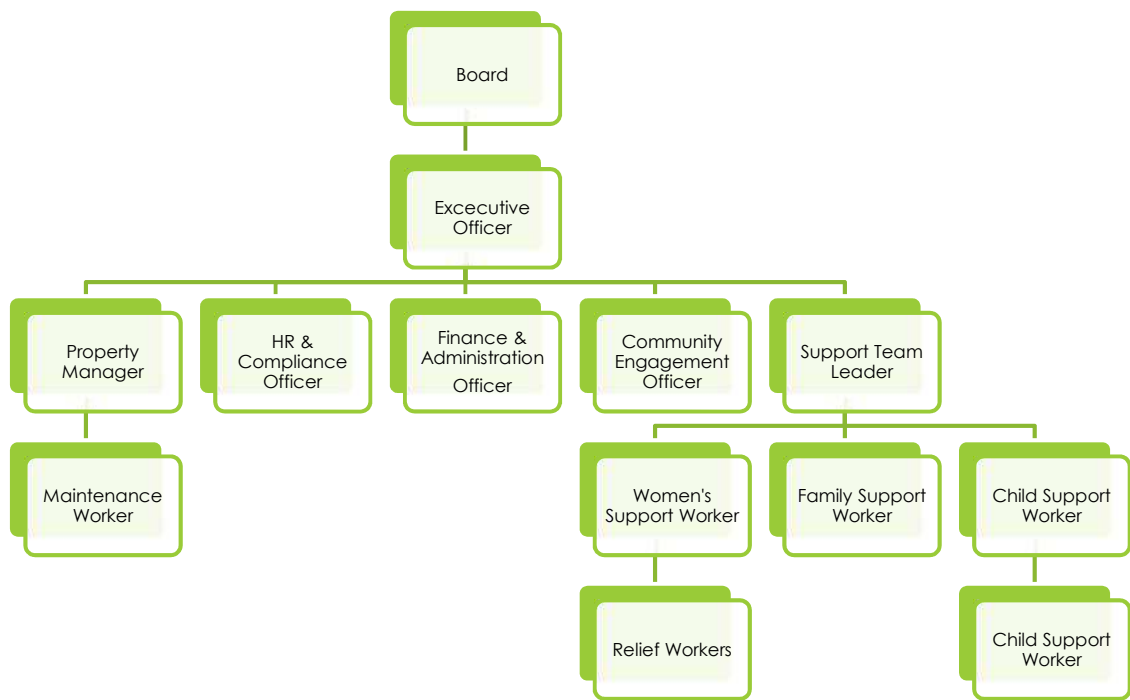 Board
Excecutive
Officer
Property
Manager
HR &
Compliance
Officer
Finance &
Administration
Officer
Community
Engagement
Officer
Support Team
Leader
Maintenance
Worker
Women's
Support Worker
Family Support
Worker
Child Support
Worker
Relief Workers
Child Support
Worker